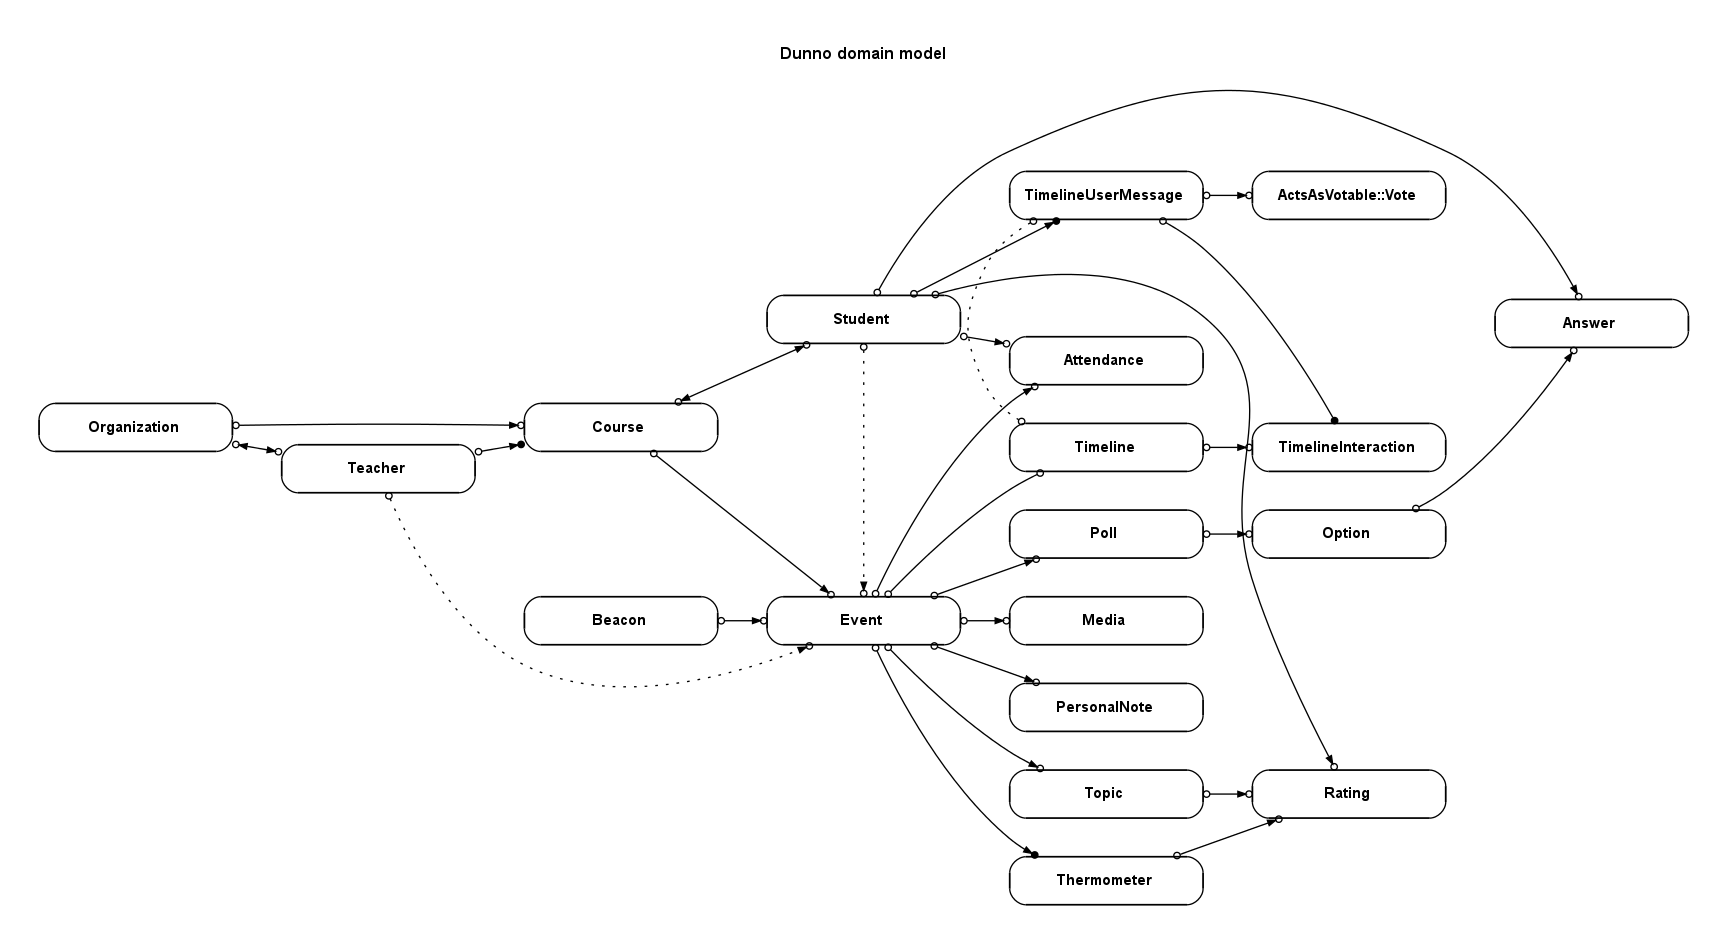 Dunno domain model
TimelineUserMessage
ActsAsVotable::Vote
Student
Answer
Attendance
Organization
Course
Timeline
TimelineInteraction
Teacher
Poll
Option
Beacon
Event
Media
PersonalNote
Topic
Rating
Thermometer